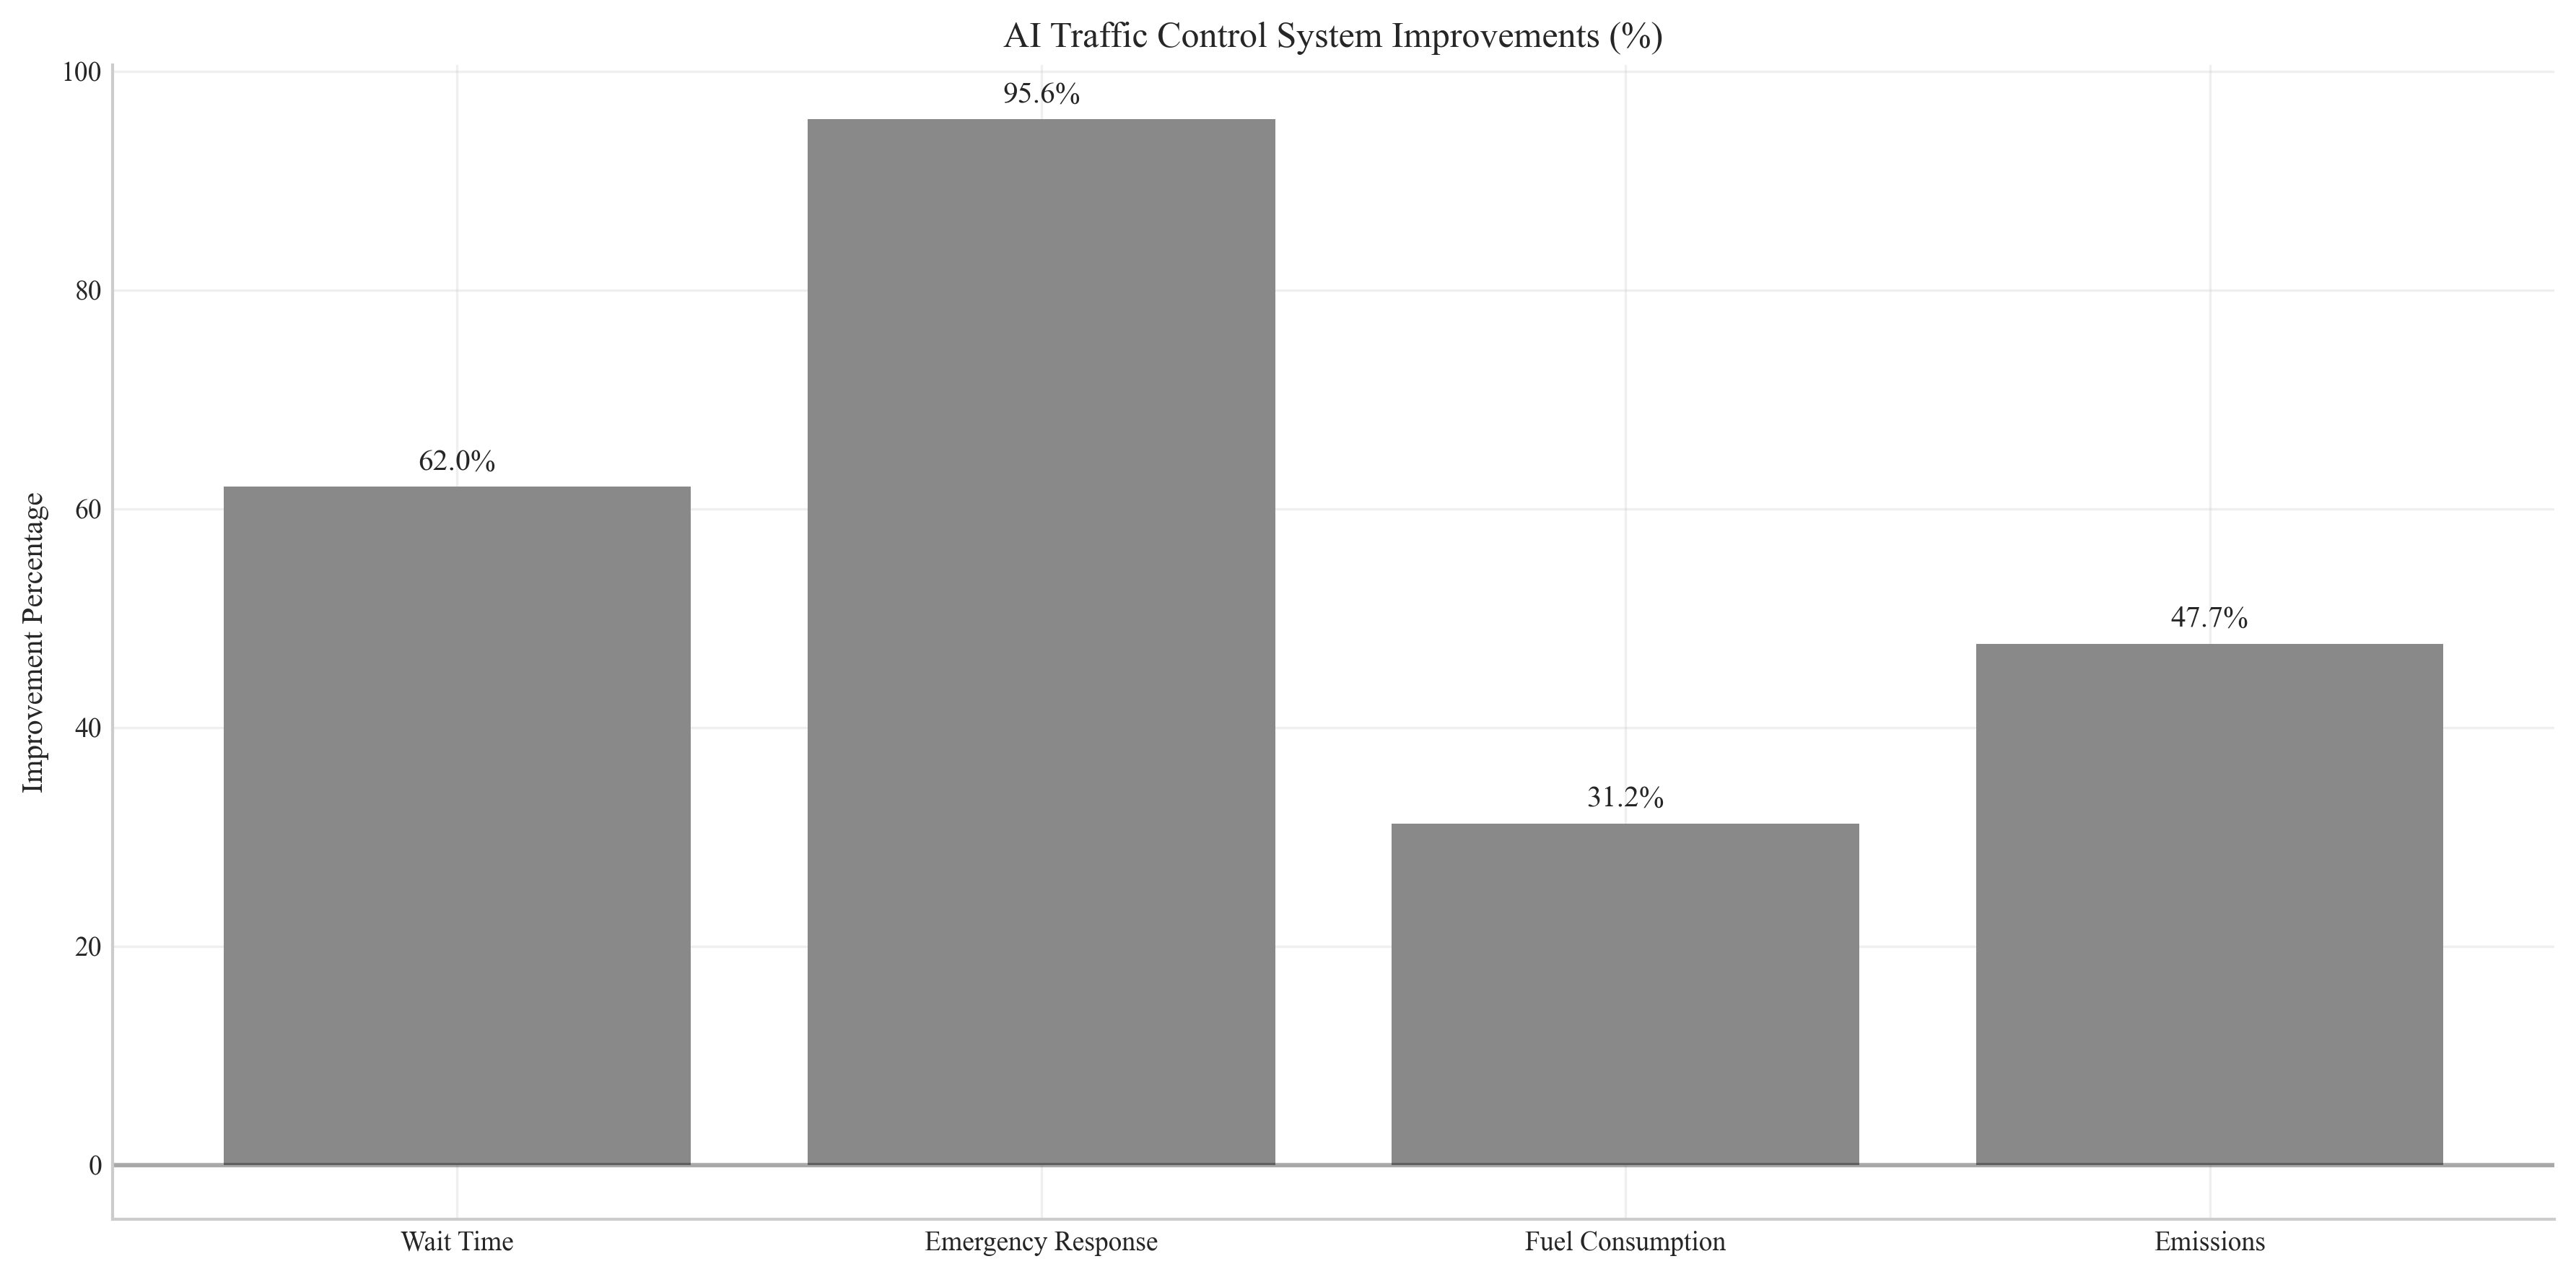 AI Traffic Control System Improvements (%)
Improvement Percentage
100
80
60
40
20
0
62.0%
95.6%
31.2%
47.7%
Wait Time
Emergency Response
Fuel Consumption
Emissions